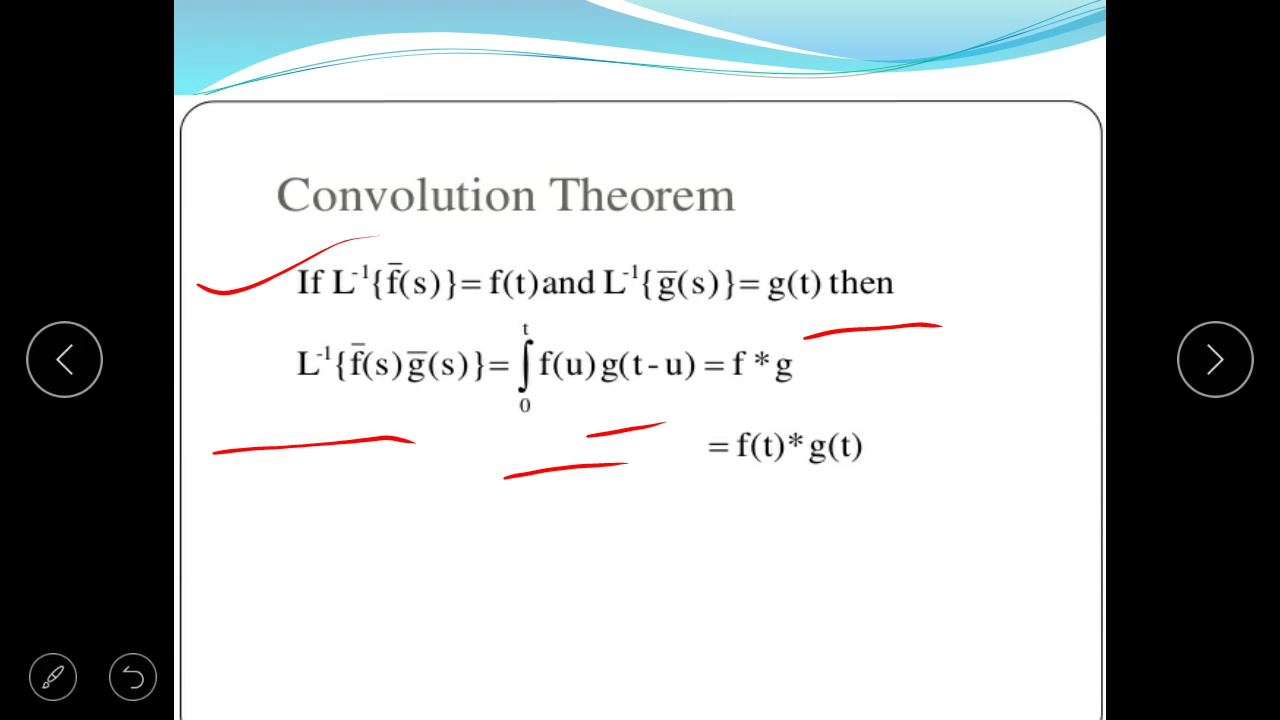 Convolution Theorem
If L⁻¹{f̅(s)}= f(t)and L⁻¹{g̅(s)}= g(t) then
L⁻¹{f̅(s)g̅(s)}= ∫₀ᵗ f(u)g(t-u) = f *g
= f(t)*g(t)